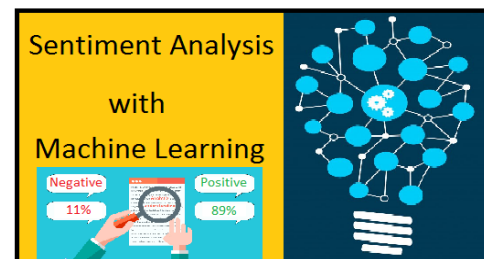 Sentiment Analysis
with
Machine Learning
Negative
Positive
11%
89%